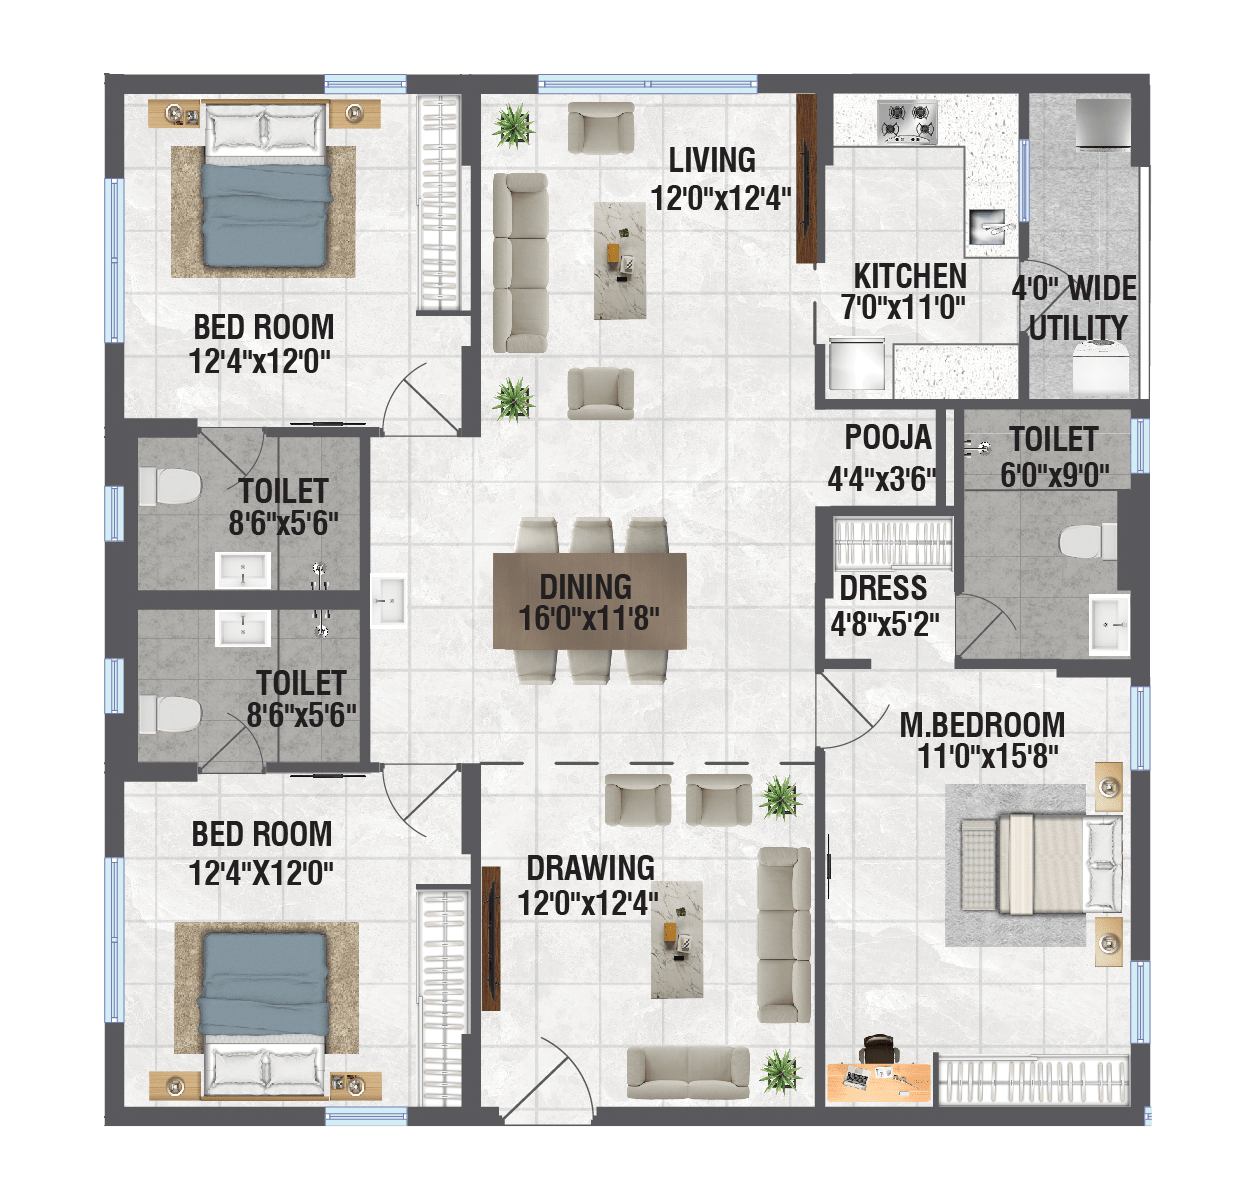 LIVING
12'0"x12'4"
KITCHEN
7'0"x11'0"
4'0" WIDE
UTILITY
BED ROOM
12'4"x12'0"
POOJA
4'4"x3'6"
TOILET
6'0"x9'0"
TOILET
8'6"x5'6"
DINING
16'0"x11'8"
DRESS
4'8"x5'2"
TOILET
8'6"x5'6"
M.BEDROOM
11'0"x15'8"
BED ROOM
12'4"X12'0"
DRAWING
12'0"x12'4"